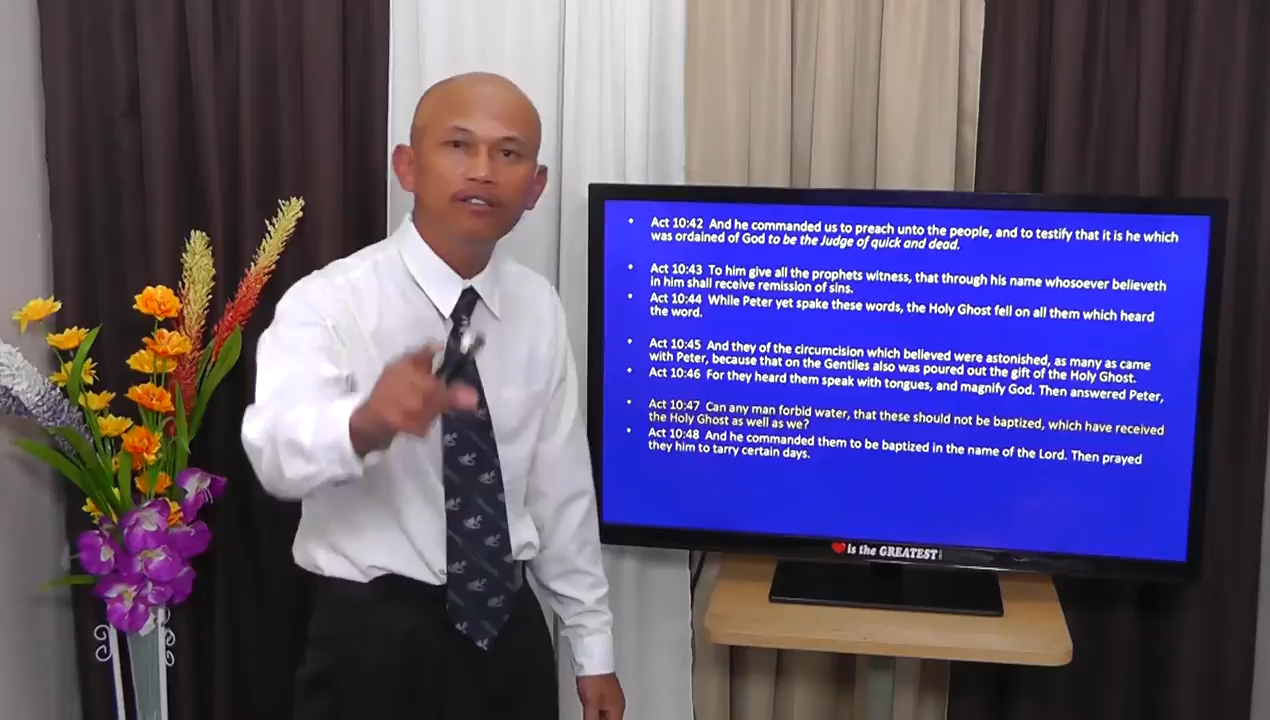 • Act 10:42 And he commanded us to preach unto the people, and to testify that it is he which
was ordained of God to be the Judge of quick and dead.
• Act 10:43 To him give all the prophets witness, that through his name whosoever believeth
in him shall receive remission of sins.
• Act 10:44 While Peter yet spake these words, the Holy Ghost fell on all them which heard
the word.
• Act 10:45 And they of the circumcision which believed were astonished, as many as came
with Peter, because that on the Gentiles also was poured out the gift of the Holy Ghost.
• Act 10:46 For they heard them speak with tongues, and magnify God. Then answered Peter,
• Act 10:47 Can any man forbid water, that these should not be baptized, which have received
the Holy Ghost as well as we?
• Act 10:48 And he commanded them to be baptized in the name of the Lord. Then prayed
they him to tarry certain days.
❤ is the GREATEST!